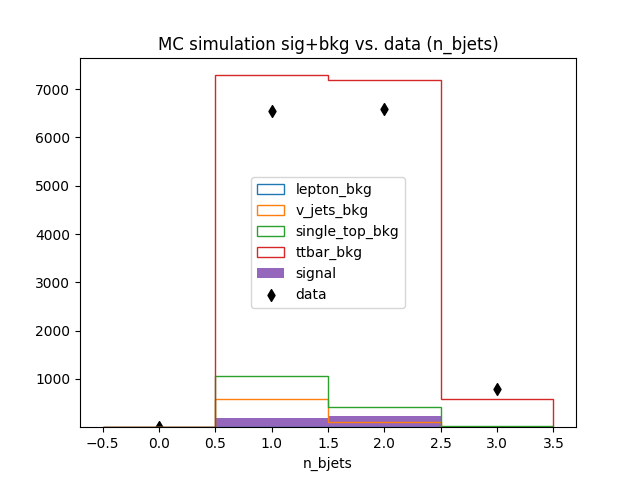 MC simulation sig+bkg vs. data (n_bjets)
7000
6000
5000
4000
3000
2000
1000
lepton_bkg
v_jets_bkg
single_top_bkg
ttbar_bkg
signal
data
−0.5 0.0 0.5 1.0 1.5 2.0 2.5 3.0 3.5
n_bjets